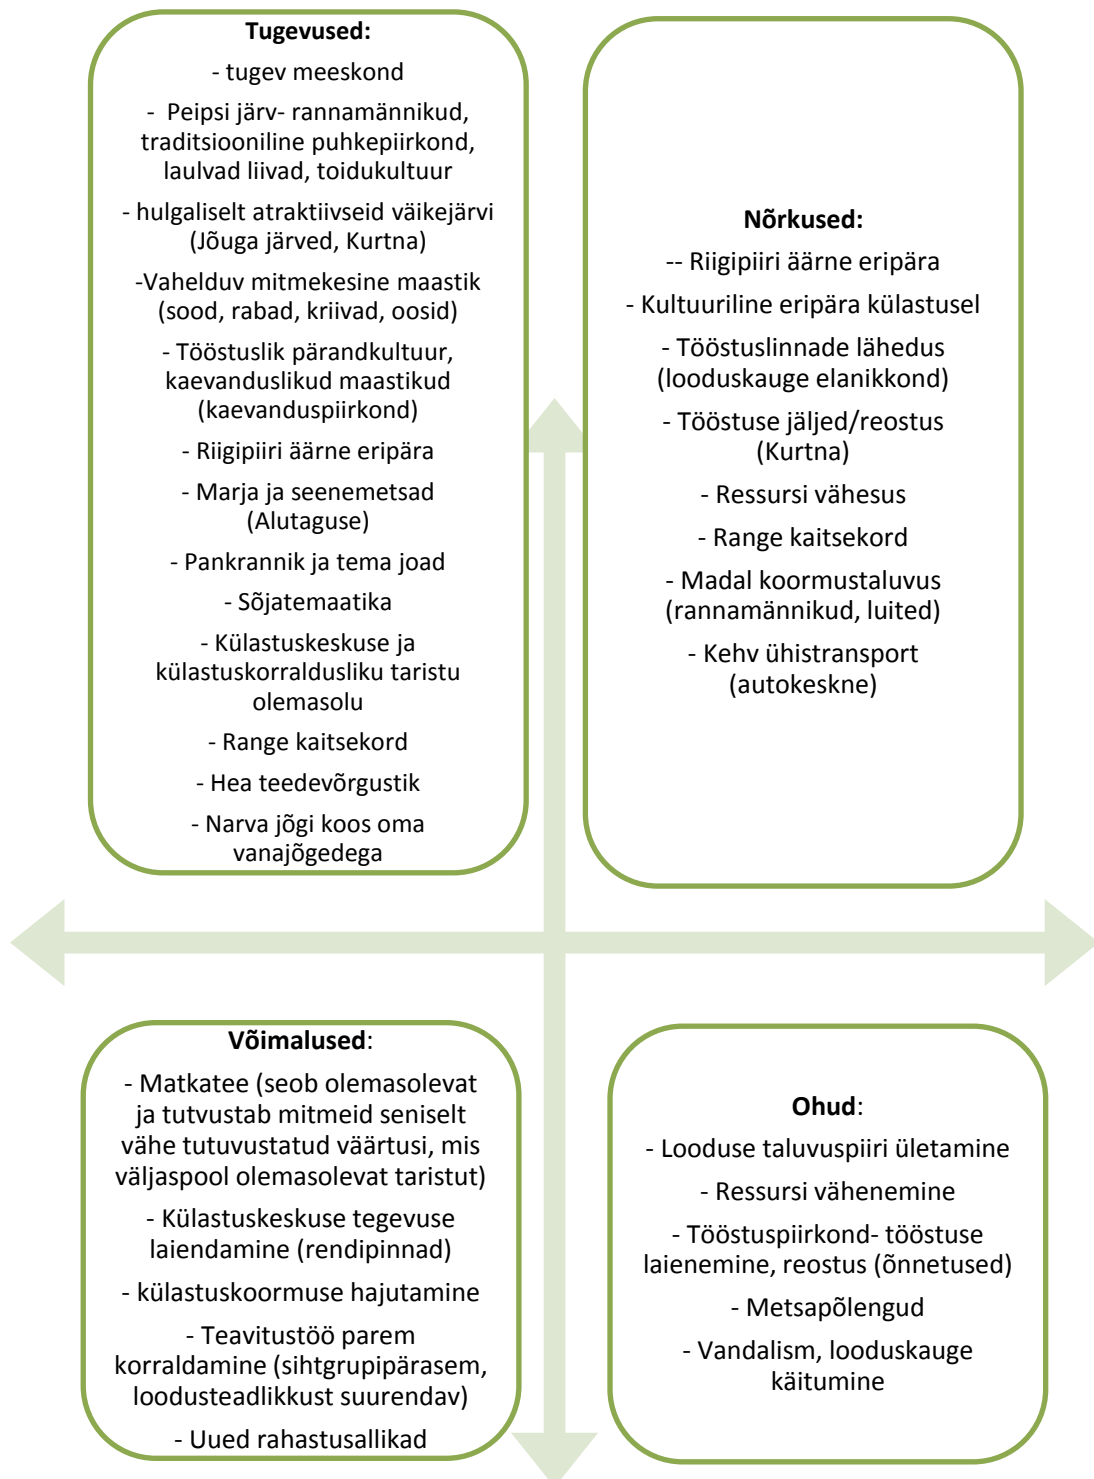 Tugevused:
- tugev meeskond
- Peipsi järv- rannamännikud,
traditsiooniline puhkepiirkond,
laulvad liivad, toidukultuur
- hulgaliselt atraktiivseid väikejärvi
(Jõuga järved, Kurtna)
-Vahelduv mitmekesine maastik
(sood, rabad, kriivad, oosid)
- Tööstuslik pärandkultuur,
kaevanduslikud maastikud
(kaevanduspiirkond)
- Riigipiiri äärne eripära
- Marja ja seenemetsad
(Alutaguse)
- Pankrannik ja tema joad
- Sõjatemaatika
- Külastuskeskuse ja
külastuskorraldusliku taristu
olemasolu
- Range kaitsekord
- Hea teedevõrgustik
- Narva jõgi koos oma
vanajõgedega
Nõrkused:
-- Riigipiiri äärne eripära
- Kultuuriline eripära külastusel
- Tööstuslinnade lähedus
(looduskauge elanikkond)
- Tööstuse jäljed/reostus
(Kurtna)
- Ressursi vähesus
- Range kaitsekord
- Madal koormustaluvus
(rannamännikud, luited)
- Kehv ühistransport
(autokeskne)
Võimalused:
- Matkatee (seob olemasolevat
ja tutvustab mitmeid seniselt
vähe tutuvustatud väärtusi, mis
väljaspool olemasolevat taristut)
- Külastuskeskuse tegevuse
laiendamine (rendipinnad)
- külastuskoormuse hajutamine
- Teavitustöö parem
korraldamine (sihtgrupipärasem,
loodusteadlikkust suurendav)
- Uued rahastusallikad
Ohud:
- Looduse taluvuspiiri ületamine
- Ressursi vähenemine
- Tööstuspiirkond- tööstuse
laienemine, reostus (õnnetused)
- Metsapõlengud
- Vandalism, looduskauge
käitumine